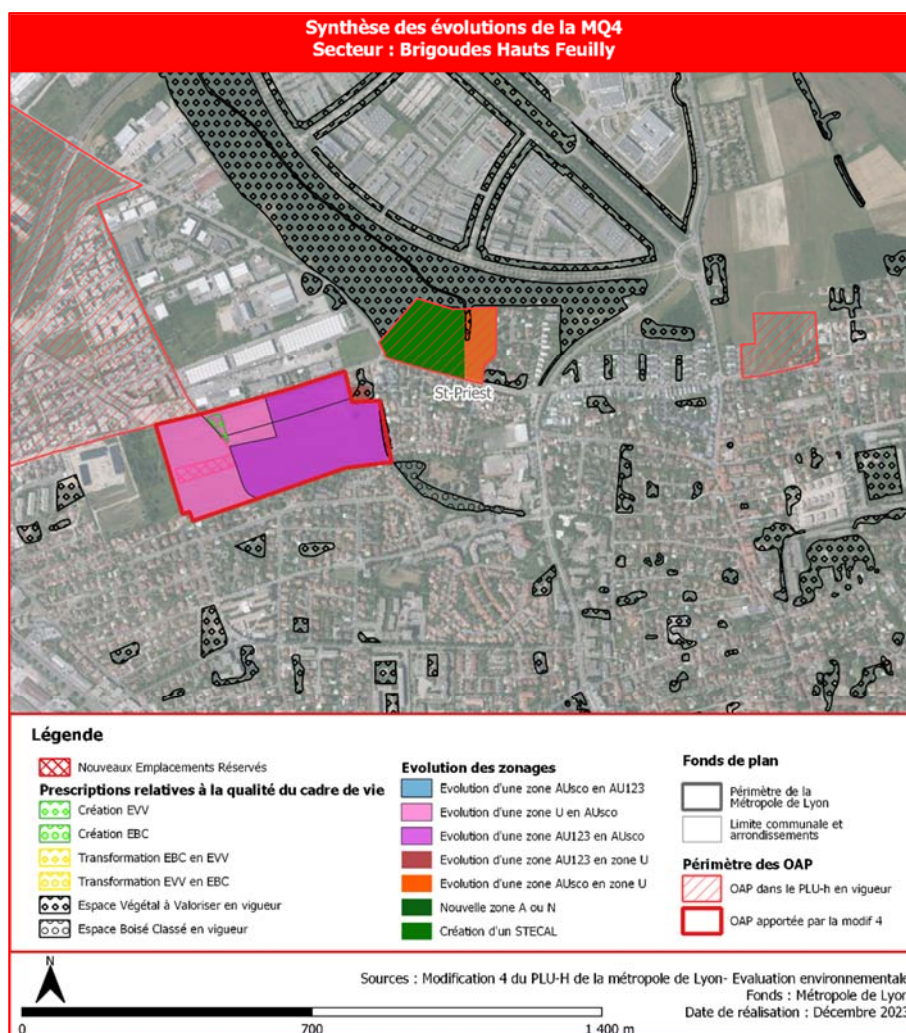 Synthèse des évolutions de la MQ4
Secteur : Brigoudes Hauts Feuilly
St-Priest
Légende
Nouveaux Emplacements Réservés
Prescriptions relatives à la qualité du cadre de vie
Création EVV
Création EBC
Transformation EBC en EVV
Transformation EVV en EBC
Espace Végétal à Valoriser en vigueur
Espace Boisé Classé en vigueur
Evolution des zonages
Evolution d'une zone AUsco en AU123
Evolution d'une zone U en AUsco
Evolution d'une zone AU123 en AUsco
Evolution d'une zone AU123 en zone U
Evolution d'une zone AUsco en zone U
Nouvelle zone A ou N
Création d'un STECAL
Fonds de plan
Périmètre de la
Métropole de Lyon
Limite communale et
arrondissements
Périmètre des OAP
OAP dans le PLU-h en vigueur
OAP apportée par la modif 4
N
0 700 1 400 m
Sources : Modification 4 du PLU-H de la métropole de Lyon- Evaluation environnementale
Fonds : Métropole de Lyon
Date de réalisation : Décembre 2023